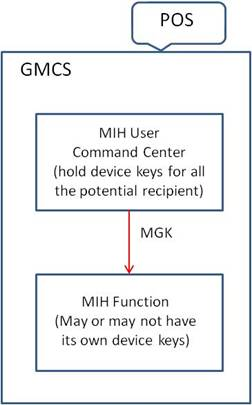 POS
GMCS
MIH User
Command Center
(hold device keys for all
the potential recipient)
MGK
MIH Function
(May or may not have
its own device keys)